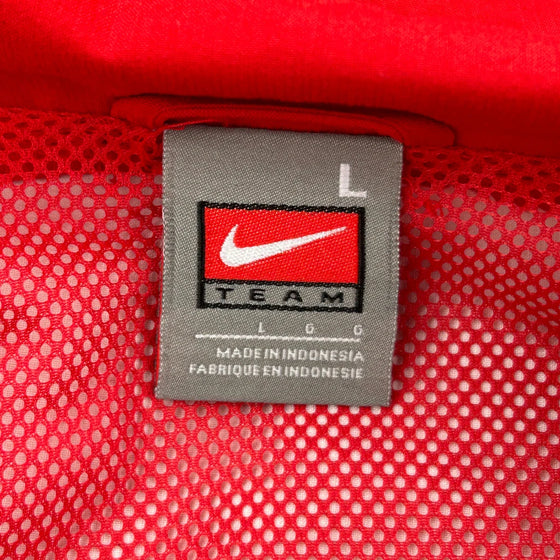 L
TEAM
L G G
MADE IN INDONESIA
FABRIQUE EN INDONESIE